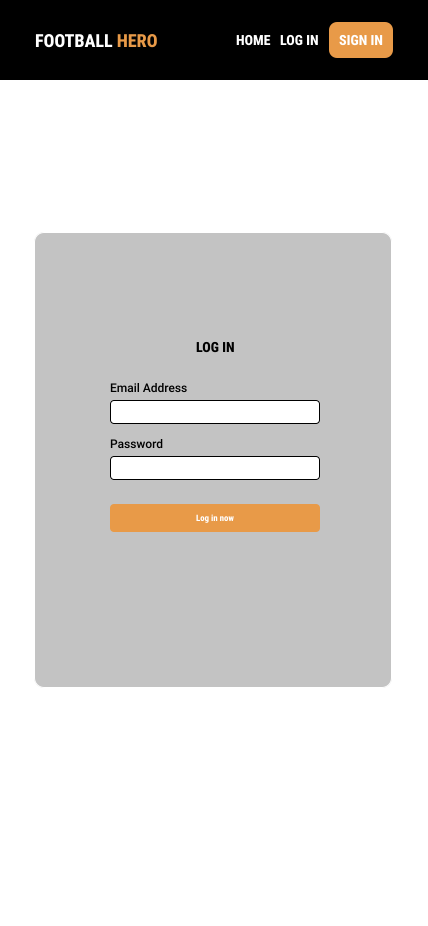 FOOTBALL HERO HOME LOG IN SIGN IN
LOG IN
Email Address
Password
Log in now